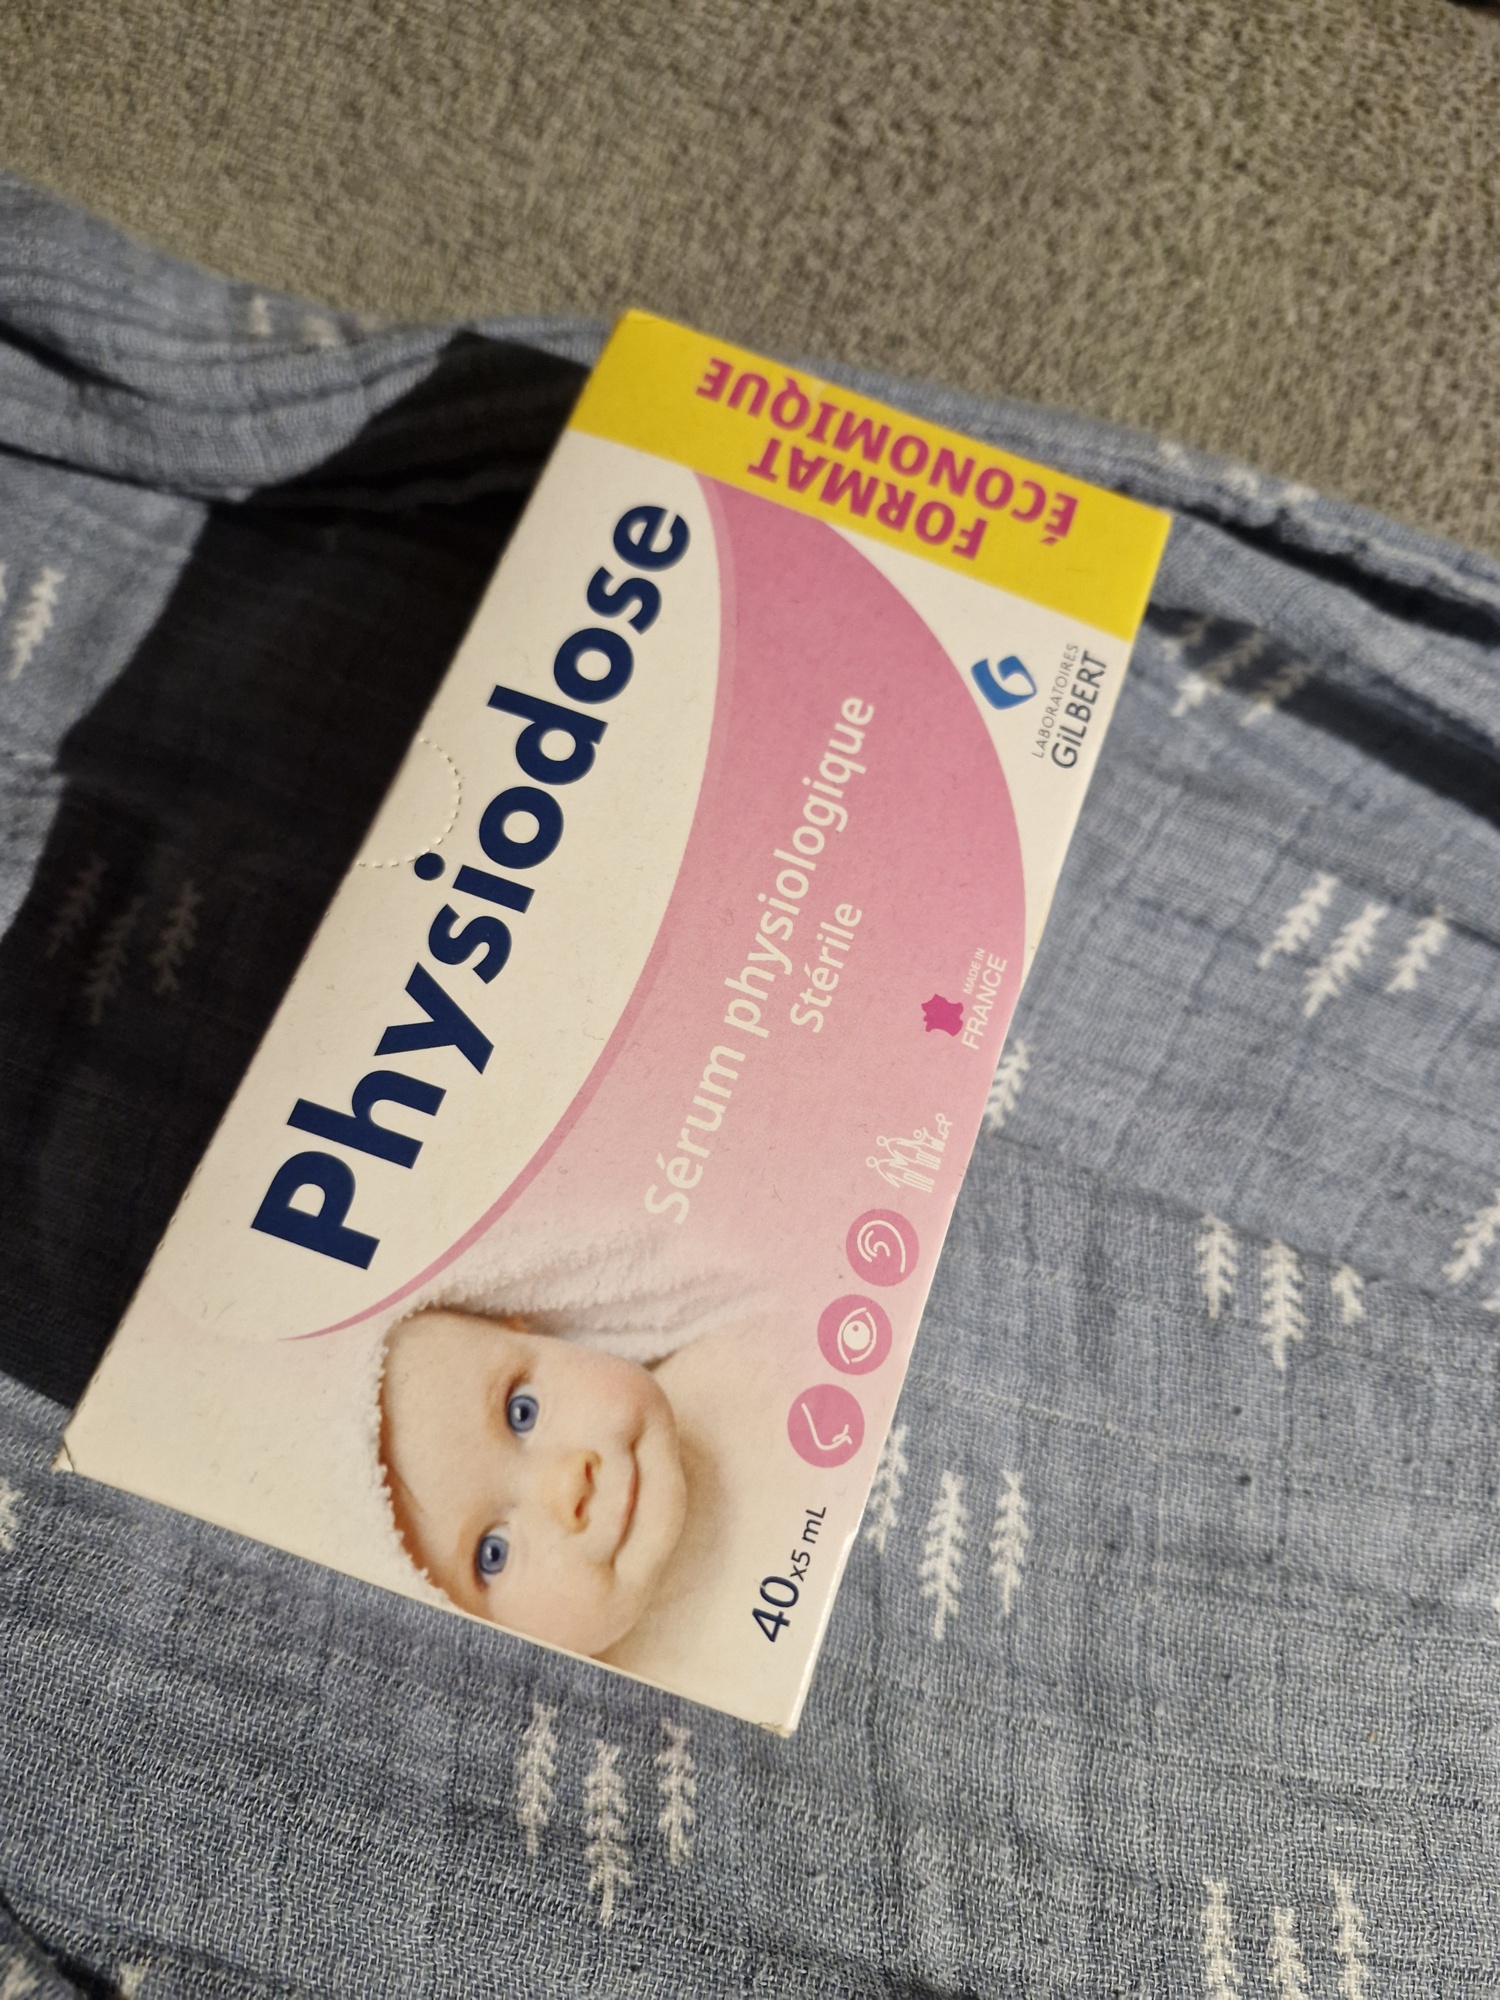 FORMAT
ÉCONOMIQUE
Physiodose
Sérum physiologique
Stérile
LABORATOIRES
GiLBERT
MADE IN
FRANCE
40x5 mL